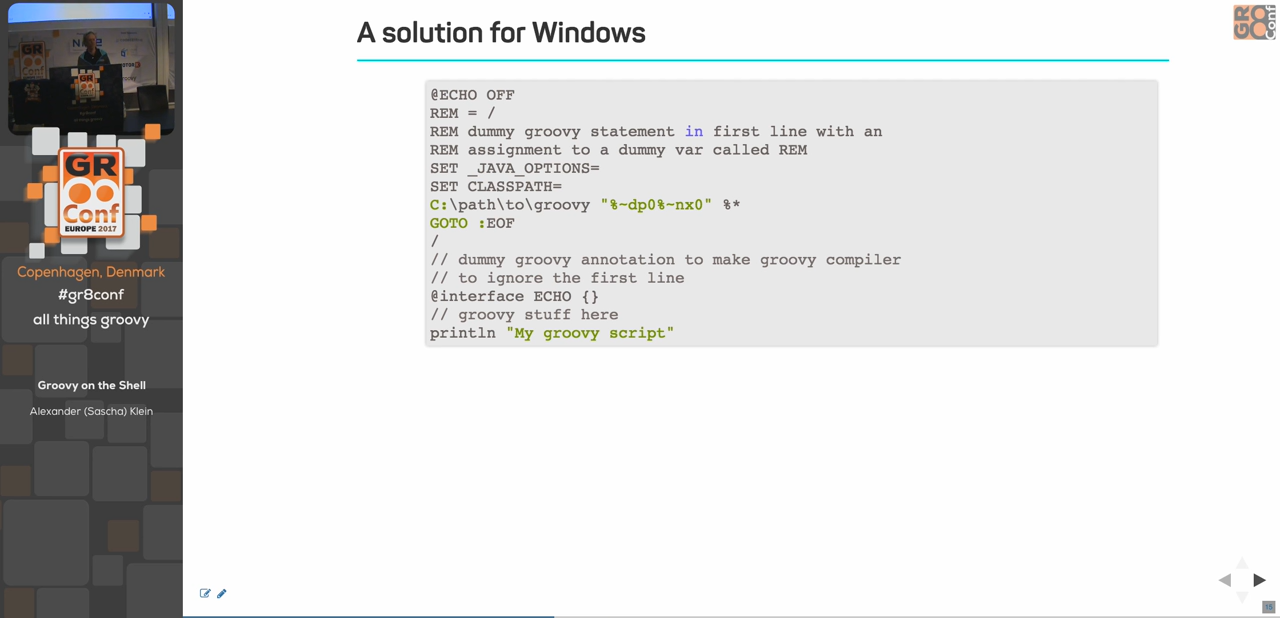 A solution for Windows
@ECHO OFF
REM = /
REM dummy groovy statement in first line with an
REM assignment to a dummy var called REM
SET _JAVA_OPTIONS=
SET CLASSPATH=
C:\path\to\groovy "%~dp0%~nx0" %*
GOTO :EOF
/
// dummy groovy annotation to make groovy compiler
// to ignore the first line
@interface ECHO {}
// groovy stuff here
println "My groovy script"
GR
Conf
EUROPE 2017
Copenhagen, Denmark
#gr8conf
all things groovy
Groovy on the Shell
Alexander (Sascha) Klein
GR8Conf
15